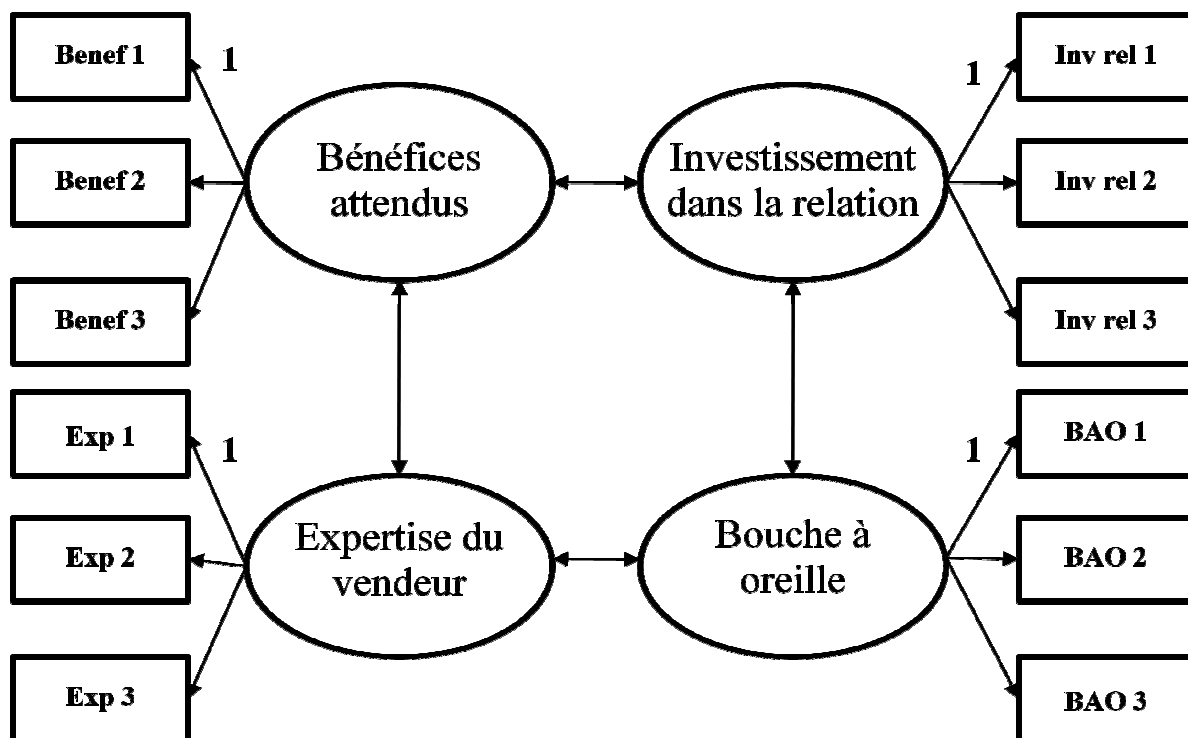 Benef 1
1
Benef 2
Benef 3
Bénéfices
attendus
Investissement
dans la relation
1
Inv rel 1
Inv rel 2
Inv rel 3
Exp 1
1
Exp 2
Exp 3
Expertise du
vendeur
Bouche à
oreille
1
BAO 1
BAO 2
BAO 3